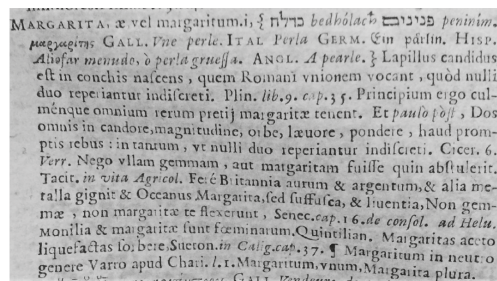 MARGARITA, æ vel margaritum.i, { בדלח bedhólach פנינים peninim.
μαργαρίτης GALL. Vne perle. ITAL Perla GERM. Ein pärlin. HISP.
Aliofar menudo, ò perla gruessa. ANGL. A pearle. } Lapillus candidus
est in conchis nascens, quem Romani vnionem vocant, quòd nulli
duo reperiantur indiscreti. Plin. lib. 9. cap. 35. Principium ergo cul-
ménque omnium rerum pretij margaritæ tenent. Et paulo pòst, Dos
omnis in candore, magnitudine, orbe, læuore, pondere, haud prom-
ptis rebus: in tantum, vt nulli duo reperiantur indiscreti. Cicer. 6.
Verr. Nego vllam gemmam, aut margaritam fuisse quin abstulerit.
Tacit. in vita Agricol. Feré Britannia aurum & argentum, & alia me-
talla gignit & Oceanus Margarita, sed suffusca, & liuentia, Non gem-
mæ, non margaritæ te flexerunt, Senec. cap. 16. de consol. ad Helu.
Monilia & margaritæ sunt fœminarum. Quintilian. Margaritas aceto
liquefactas sorbere, Sueton. in Calig. cap. 37. ¶ Margaritum in neutro
genere Varro apud Chari. l. 1. Margaritum, vnum, Margarita plura.